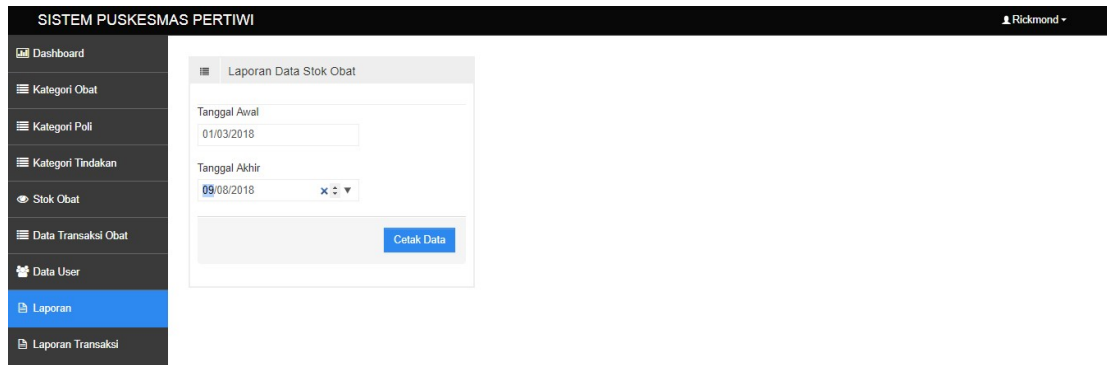 SISTEM PUSKESMAS PERTIWI
Rickmond
Dashboard
Kategori Obat
Kategori Poli
Kategori Tindakan
Stok Obat
Data Transaksi Obat
Data User
Laporan
Laporan Transaksi
Laporan Data Stok Obat
Tanggal Awal
01/03/2018
Tanggal Akhir
09/08/2018
Cetak Data